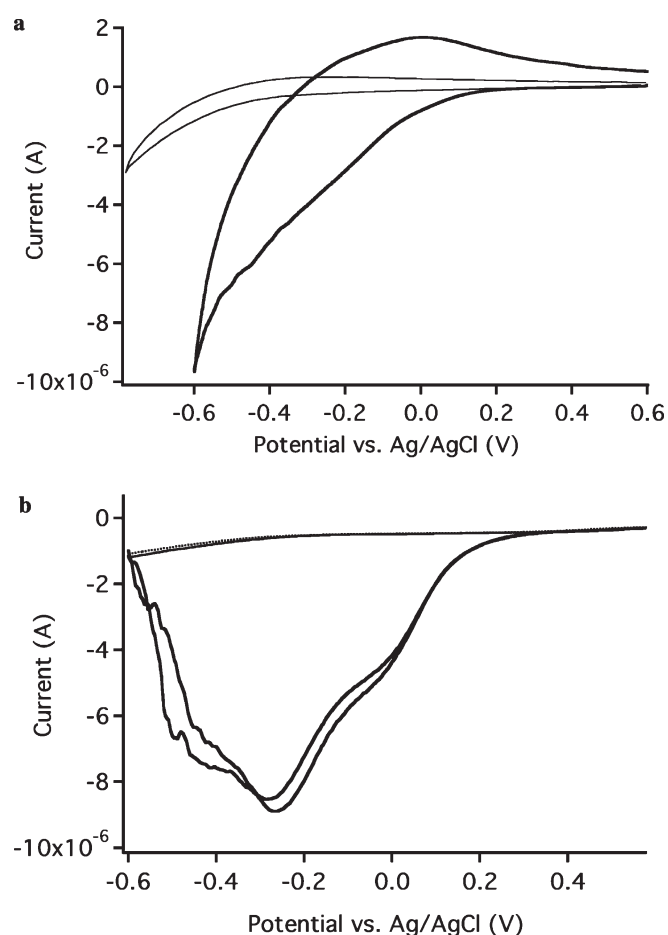 a
2
0
-2
-4
-6
-8
-10x10-6
Current (A)
-0.6 -0.4 -0.2 0.0 0.2 0.4 0.6
Potential vs. Ag/AgCl (V)
b
0
-2
-4
-6
-8
-10x10-6
Current (A)
-0.6 -0.4 -0.2 0.0 0.2 0.4
Potential vs. Ag/AgCl (V)